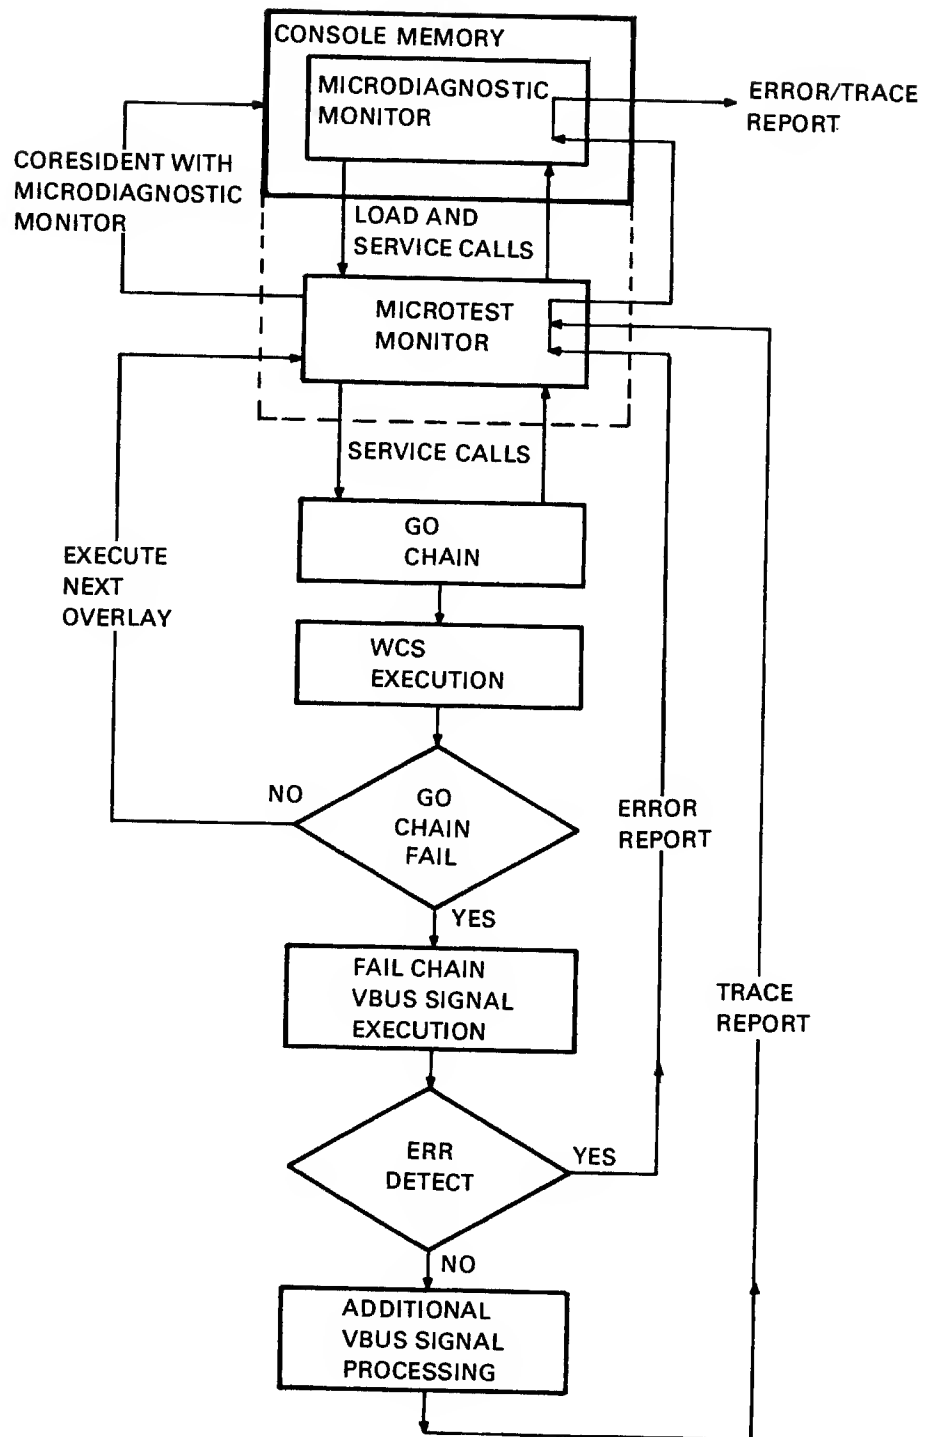 CONSOLE MEMORY
MICRODIAGNOSTIC
MONITOR
ERROR/TRACE
REPORT
CORESIDENT WITH
MICRODIAGNOSTIC
MONITOR
LOAD AND
SERVICE CALLS
MICROTEST
MONITOR
SERVICE CALLS
GO
CHAIN
EXECUTE
NEXT
OVERLAY
WCS
EXECUTION
NO
GO
CHAIN
FAIL
ERROR
REPORT
YES
FAIL CHAIN
VBUS SIGNAL
EXECUTION
TRACE
REPORT
ERR
DETECT
YES
NO
ADDITIONAL
VBUS SIGNAL
PROCESSING